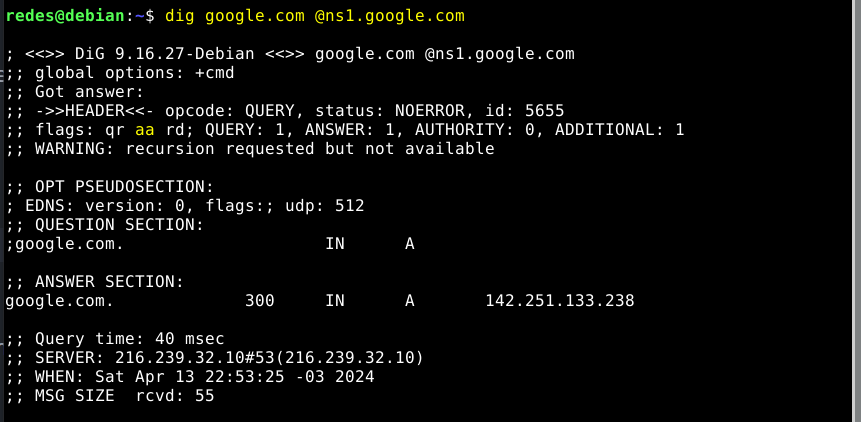 redes@debian:~$ dig google.com @ns1.google.com
; <<>> DiG 9.16.27-Debian <<>> google.com @ns1.google.com
;; global options: +cmd
;; Got answer:
;; ->>HEADER<<- opcode: QUERY, status: NOERROR, id: 5655
;; flags: qr aa rd; QUERY: 1, ANSWER: 1, AUTHORITY: 0, ADDITIONAL: 1
;; WARNING: recursion requested but not available
;; OPT PSEUDOSECTION:
; EDNS: version: 0, flags:; udp: 512
;; QUESTION SECTION:
;google.com. IN A
;; ANSWER SECTION:
google.com. 300 IN A 142.251.133.238
;; Query time: 40 msec
;; SERVER: 216.239.32.10#53(216.239.32.10)
;; WHEN: Sat Apr 13 22:53:25 -03 2024
;; MSG SIZE rcvd: 55